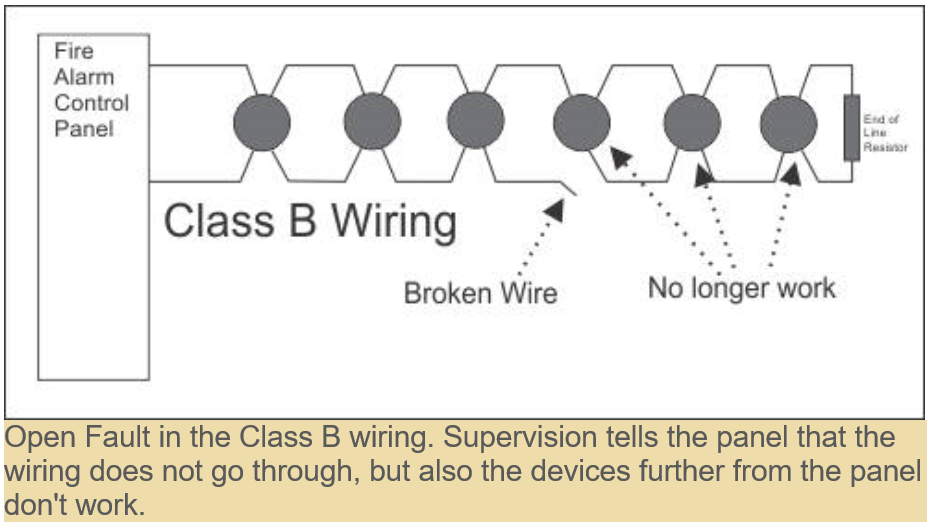 Fire
Alarm
Control
Panel
End of
Line
Resistor
Class B Wiring
Broken Wire
No longer work
Open Fault in the Class B wiring. Supervision tells the panel that the
wiring does not go through, but also the devices further from the panel
don't work.